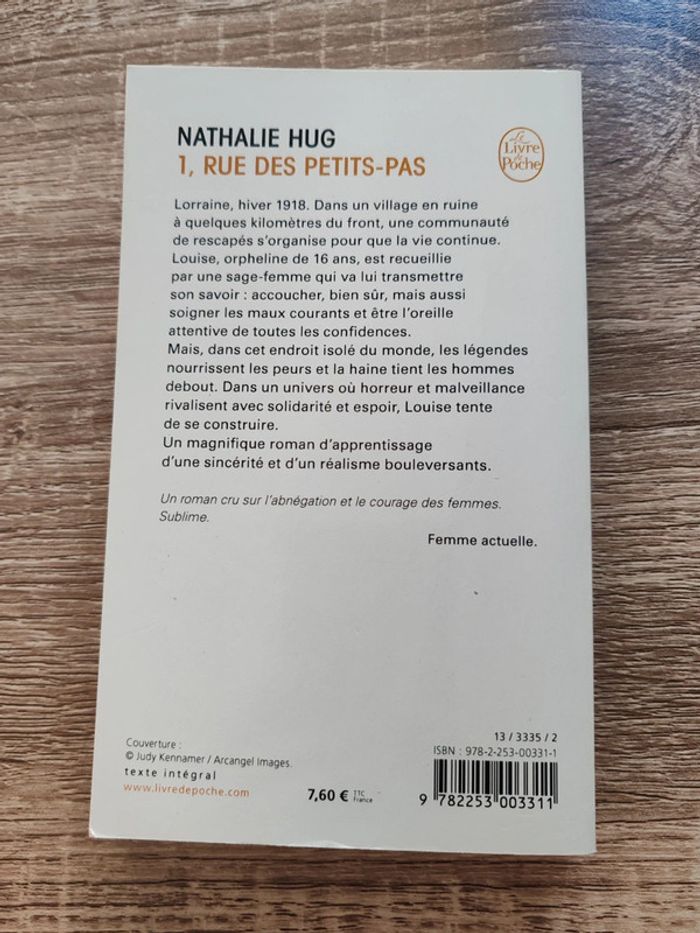 NATHALIE HUG
1, RUE DES PETITS-PAS
Le
Livre
de
Poche
Lorraine, hiver 1918. Dans un village en ruine
à quelques kilomètres du front, une communauté
de rescapés s'organise pour que la vie continue.
Louise, orpheline de 16 ans, est recueillie
par une sage-femme qui va lui transmettre
son savoir : accoucher, bien sûr, mais aussi
soigner les maux courants et être l'oreille
attentive de toutes les confidences.
Mais, dans cet endroit isolé du monde, les légendes
nourrissent les peurs et la haine tient les hommes
debout. Dans un univers où horreur et malveillance
rivalisent avec solidarité et espoir, Louise tente
de se construire.
Un magnifique roman d'apprentissage
d'une sincérité et d'un réalisme bouleversants.
Un roman cru sur l'abnégation et le courage des femmes.
Sublime.
Femme actuelle.
Couverture :
© Judy Kennamer / Arcangel Images.
texte intégral
www.livredepoche.com
7,60 € TTC
France
13 / 3335 / 2
ISBN : 978-2-253-00331-1
9 782253 003311